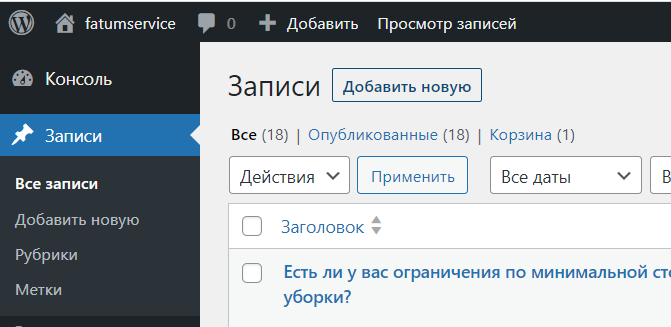 fatumservice 0 Добавить Просмотр записей
Консоль
Записи
Все записи
Добавить новую
Рубрики
Метки
Записи Добавить новую
Все (18) | Опубликованные (18) | Корзина (1)
Действия Применить Все даты
Заголовок
Есть ли у вас ограничения по минимальной
уборки?